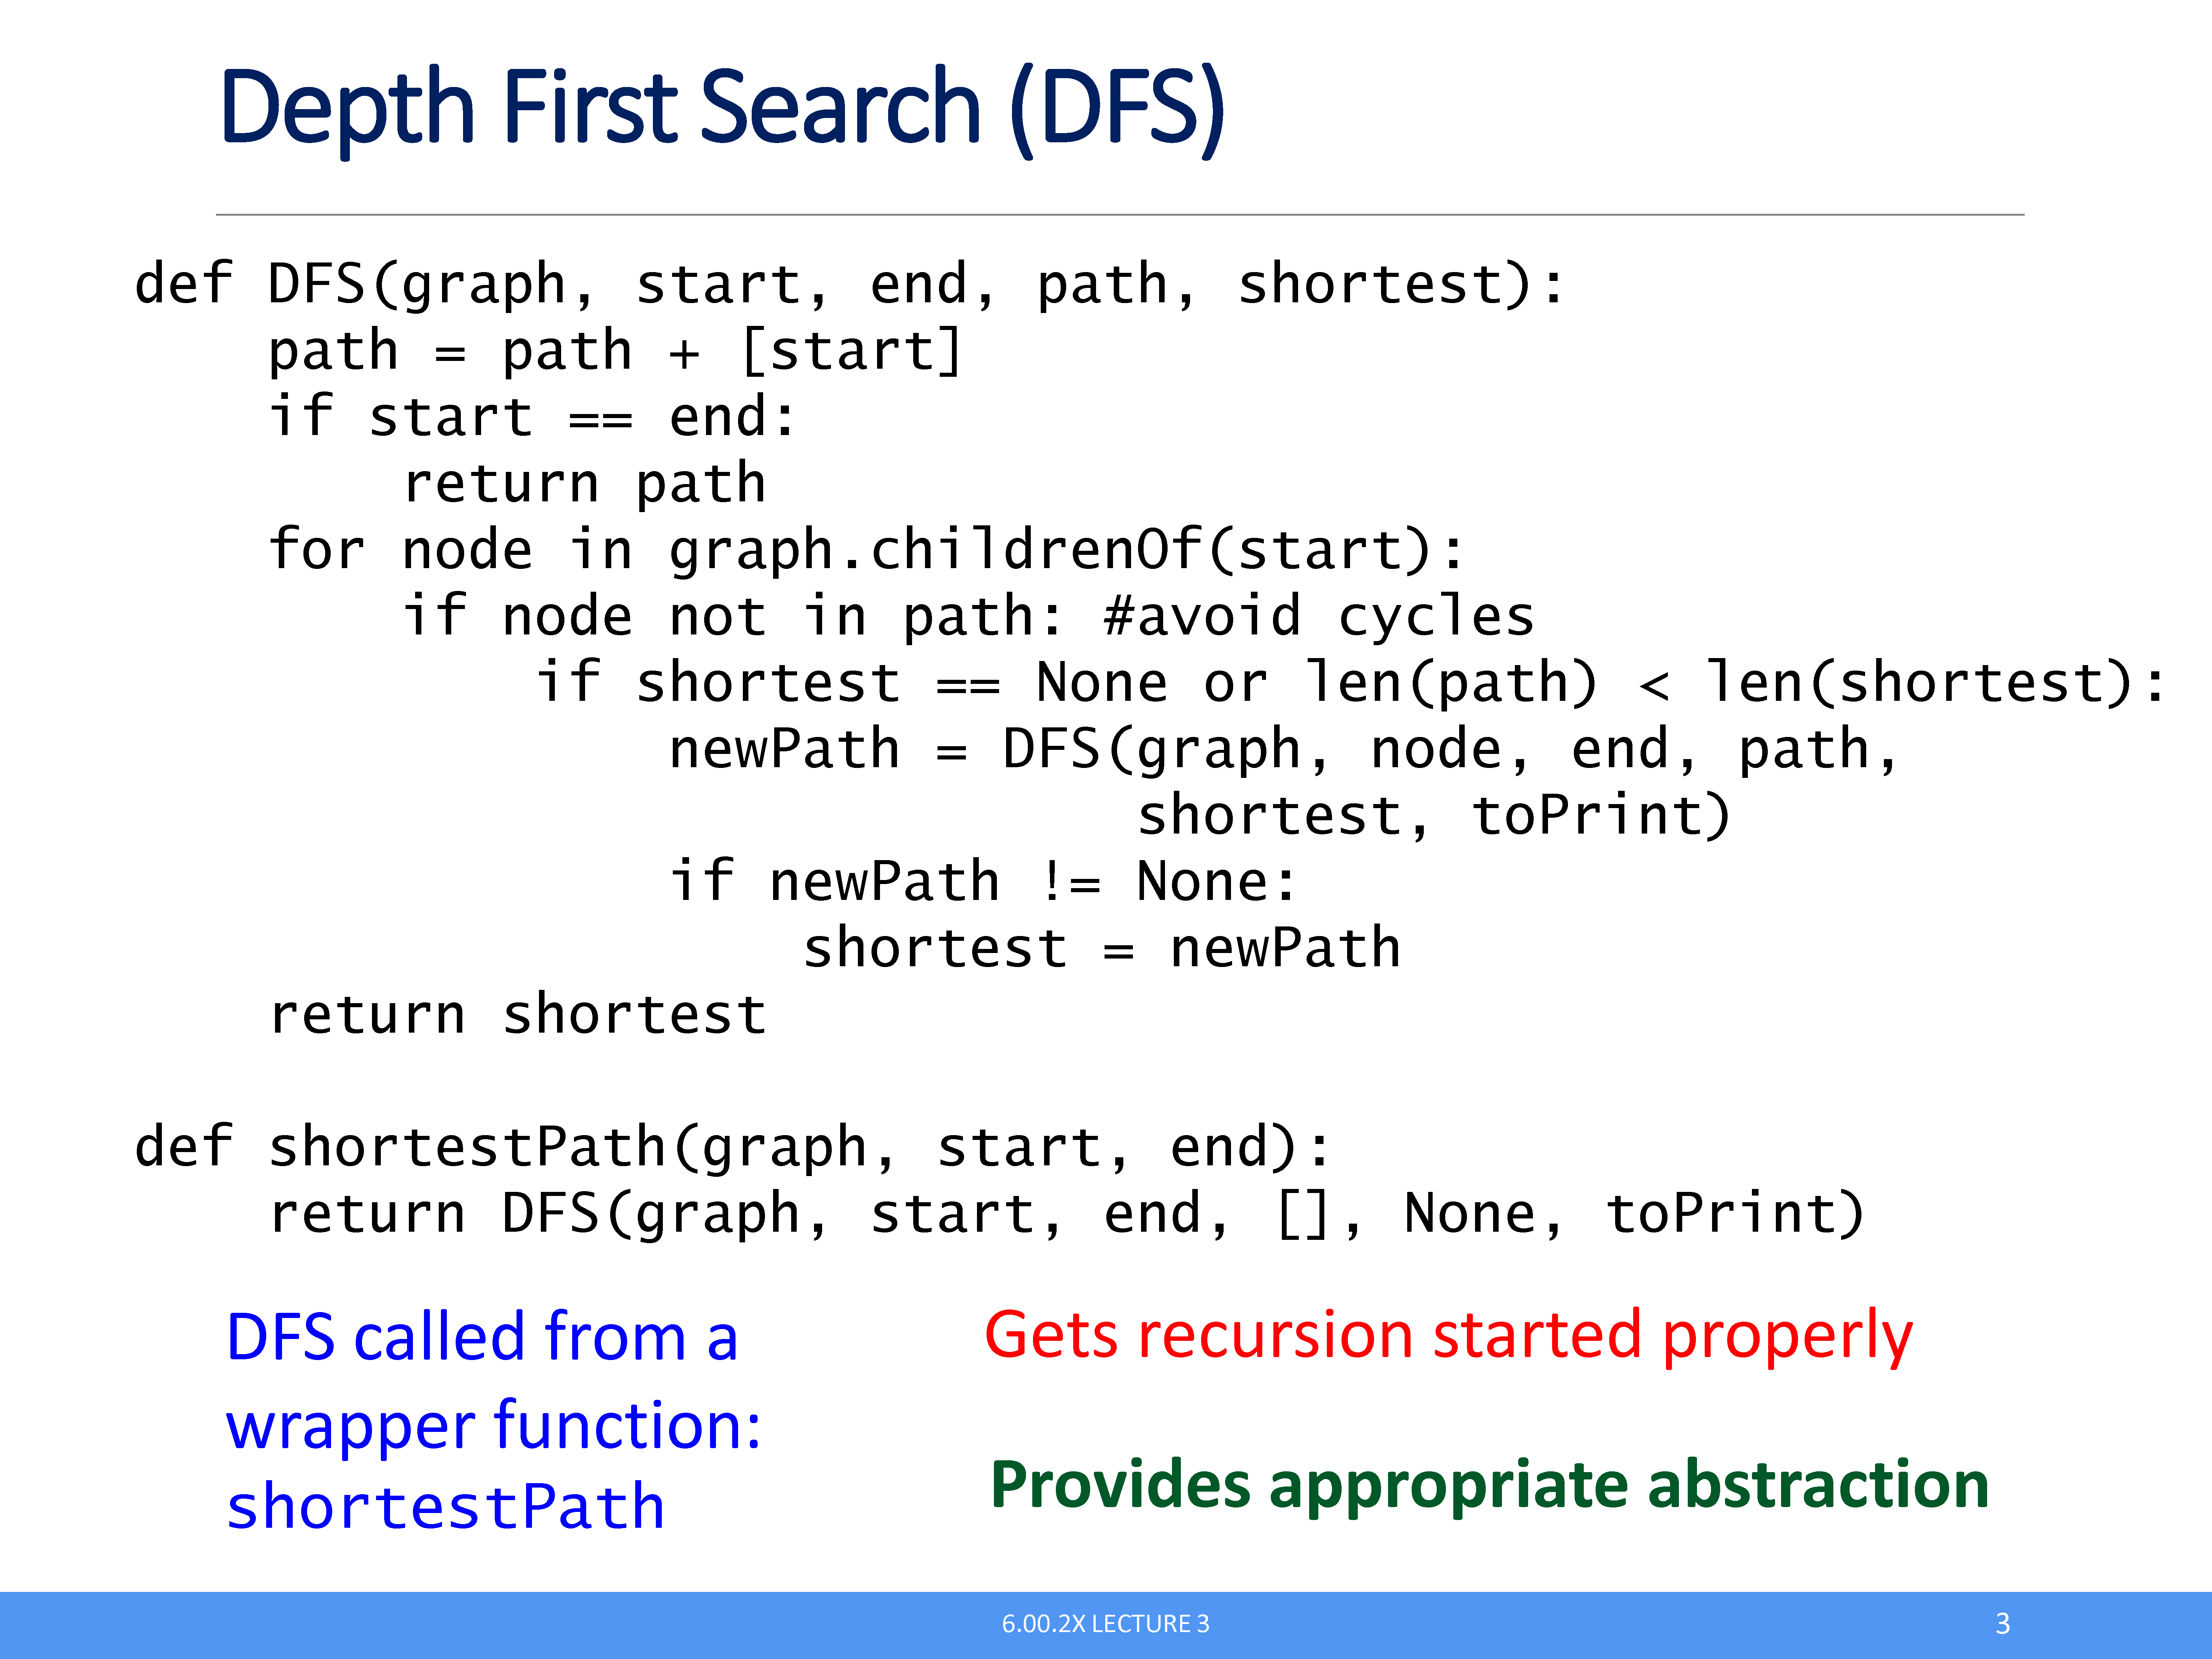 Depth First Search (DFS)
def DFS(graph, start, end, path, shortest):
    path = path + [start]
    if start == end:
        return path
    for node in graph.childrenOf(start):
        if node not in path: #avoid cycles
            if shortest == None or len(path) < len(shortest):
                newPath = DFS(graph, node, end, path,
                              shortest, toPrint)
                if newPath != None:
                    shortest = newPath
    return shortest
def shortestPath(graph, start, end):
    return DFS(graph, start, end, [], None, toPrint)
DFS called from a
wrapper function:
shortestPath
Gets recursion started properly
Provides appropriate abstraction
6.00.2X LECTURE 3
3